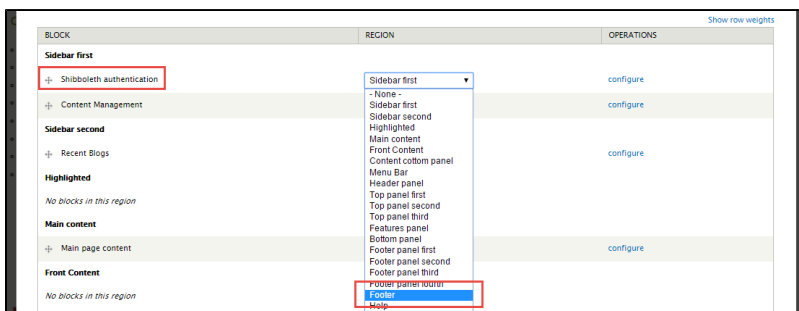 Show row weights
BLOCK REGION OPERATIONS
Sidebar first
Shibboleth authentication Sidebar first configure
- None -
Content Management Sidebar first configure
Sidebar second
Sidebar second Highlighted
Main content
Recent Blogs Front Content configure
Content cottom panel
Highlighted Menu Bar
Header panel
No blocks in this region Top panel first
Top panel second
Main content Top panel third
Features panel
Main page content Bottom panel configure
Footer panel first
Footer panel second
Front Content Footer panel third
Footer panel fourth
No blocks in this region Footer
Help